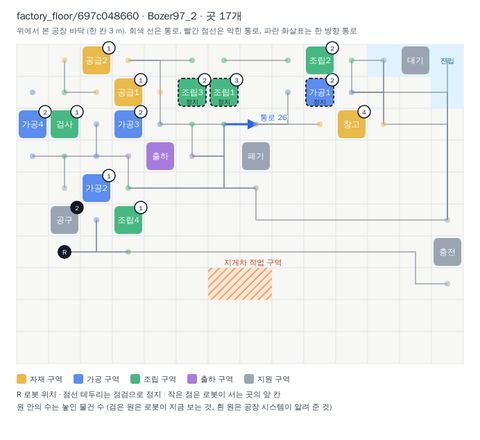 factory_floor/697c048660 · Bozer97_2 · 곳 17개
위에서 본 공장 바닥 (한 칸 3 m). 회색 선은 통로, 빨간 점선은 막힌 통로, 파란 화살표는 한 방향 통로
공급2 1
조립2 2
대기
진입
공급1 1
조립3 2
정지
조립1 3
정지
가공1 2
정지
가공4 2
검사 1
가공3 2
통로 26
창고 4
출하
폐기
가공2 1
공구 2
조립4 1
R
충전
지게차 작업 구역
자재 구역
가공 구역
조립 구역
출하 구역
지원 구역
R 로봇 위치 · 점선 테두리는 점검으로 정지 · 작은 점은 로봇이 서는 곳의 앞 칸
원 안의 수는 놓인 물건 수 (검은 원은 로봇이 지금 보는 것, 흰 원은 공장 시스템이 알려 준 것)